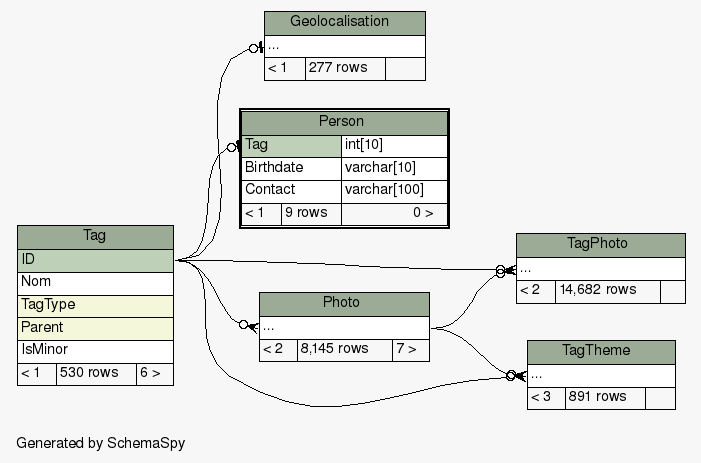 Geolocalisation
...
< 1 277 rows
Person
Tag int[10]
Birthdate varchar[10]
Contact varchar[100]
< 1 9 rows 0 >
Tag
ID
Nom
TagType
Parent
IsMinor
< 1 530 rows 6 >
Photo
...
< 2 8,145 rows 7 >
TagPhoto
...
< 2 14,682 rows
TagTheme
...
< 3 891 rows
Generated by SchemaSpy